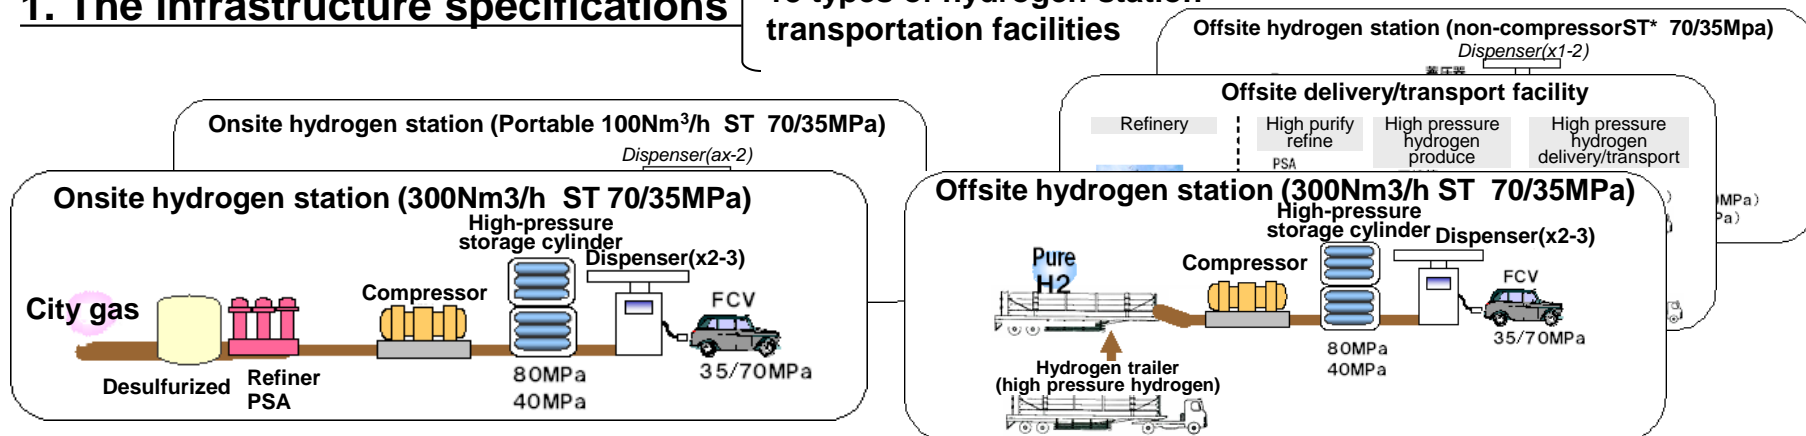 1. The infrastructure specifications
transportation facilities
Offsite hydrogen station (non-compressorST* 70/35Mpa)
Dispenser(x1-2)
Offsite delivery/transport facility
Refinery
High purify
refine
PSA
High pressure
hydrogen
produce
High pressure
hydrogen
delivery/transport
Onsite hydrogen station (Portable 100Nm³/h ST 70/35MPa)
Dispenser(ax-2)
Onsite hydrogen station (300Nm3/h ST 70/35MPa)
High-pressure
storage cylinder
Dispenser(x2-3)
Compressor
City gas
FCV
35/70MPa
Desulfurized
Refiner
PSA
80MPa
40MPa
Offsite hydrogen station (300Nm3/h ST 70/35MPa)
High-pressure
storage cylinder
Dispenser(x2-3)
Pure
H2
Compressor
FCV
35/70MPa
80MPa
40MPa
Hydrogen trailer
(high pressure hydrogen)